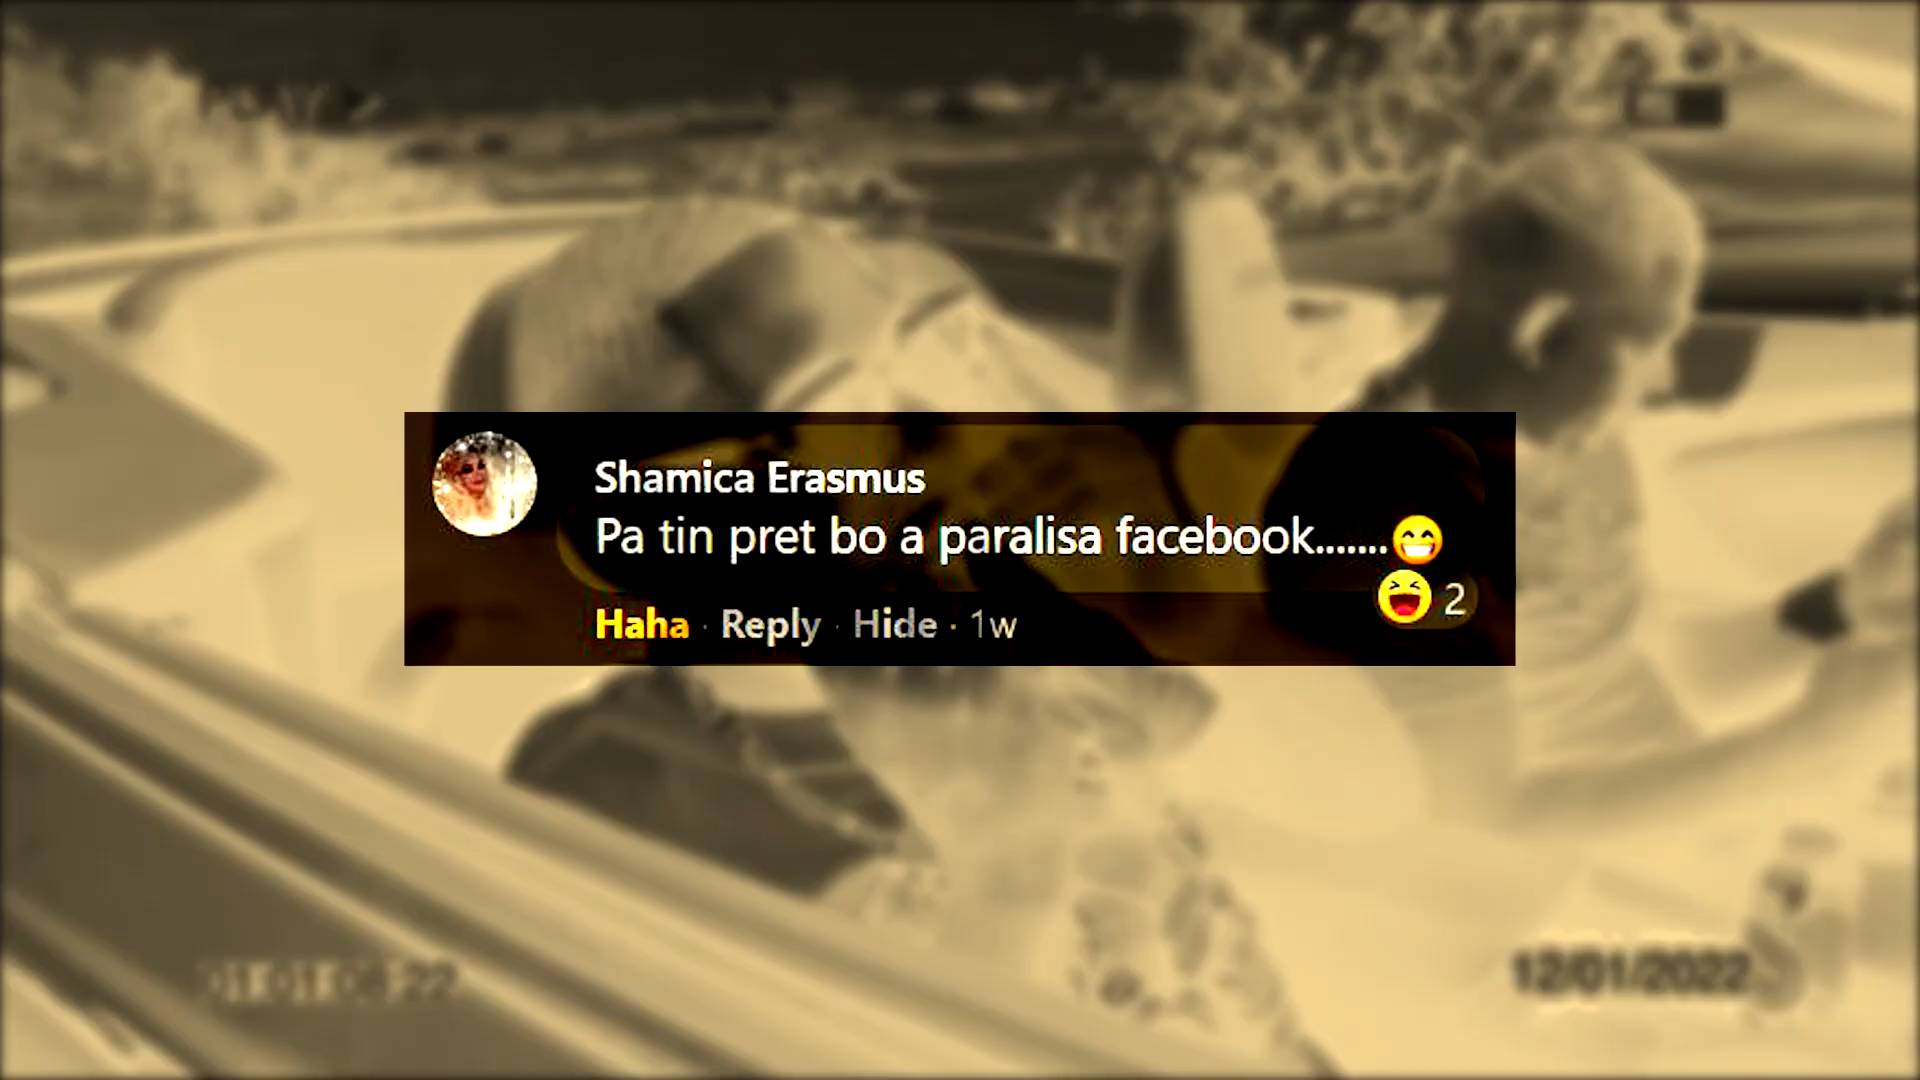 Shamica Erasmus
Pa tin pret bo a paralisa facebook.......😁
😆 2
Haha · Reply · Hide · 1w
12/01/2022